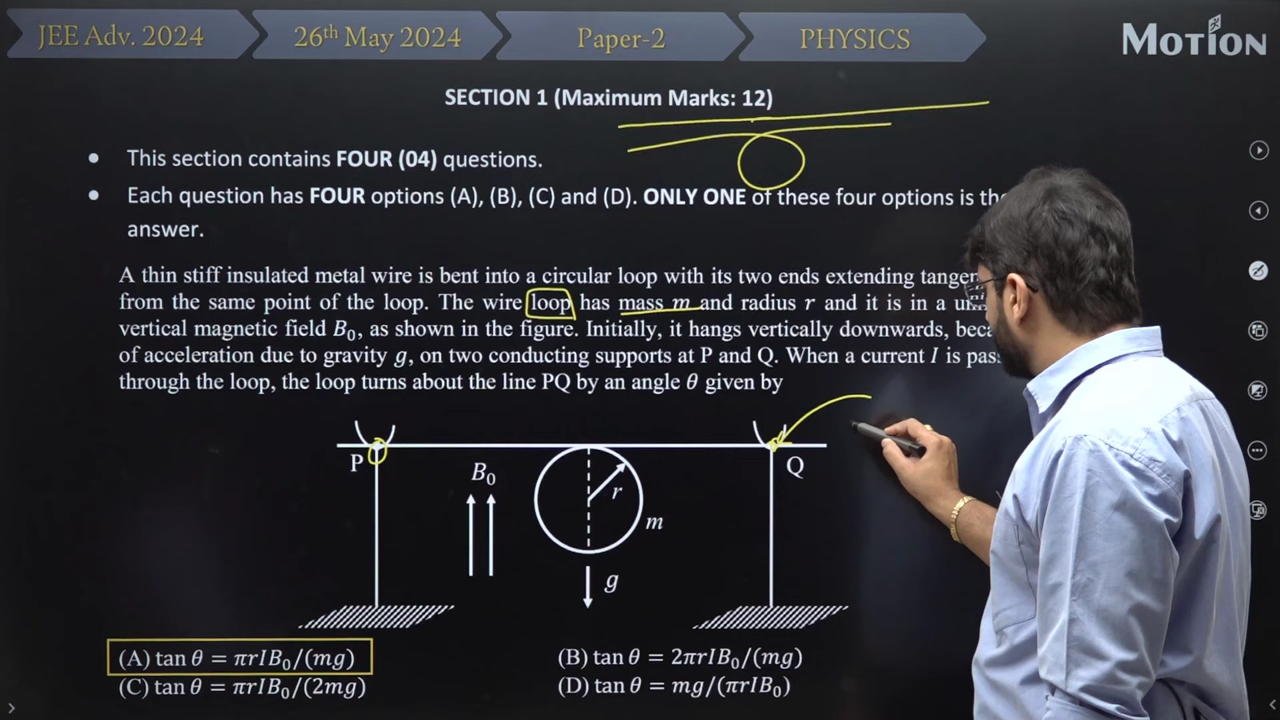 JEE Adv. 2024
26th May 2024
Paper-2
PHYSICS
MOTION
SECTION 1 (Maximum Marks: 12)
• This section contains FOUR (04) questions.
• Each question has FOUR options (A), (B), (C) and (D). ONLY ONE of these four options is
answer.
A thin stiff insulated metal wire is bent into a circular loop with its two ends extending
from the same point of the loop. The wire loop has mass m and radius r and it is in a
vertical magnetic field B₀, as shown in the figure. Initially, it hangs vertically downwards,
of acceleration due to gravity g, on two conducting supports at P and Q. When a current I is
through the loop, the loop turns about the line PQ by an angle θ given by
P
B₀
r
m
g
Q
(A) tan θ = πrIB₀/(mg)
(B) tan θ = 2πrIB₀/(mg)
(C) tan θ = πrIB₀/(2mg)
(D) tan θ = mg/(πrIB₀)